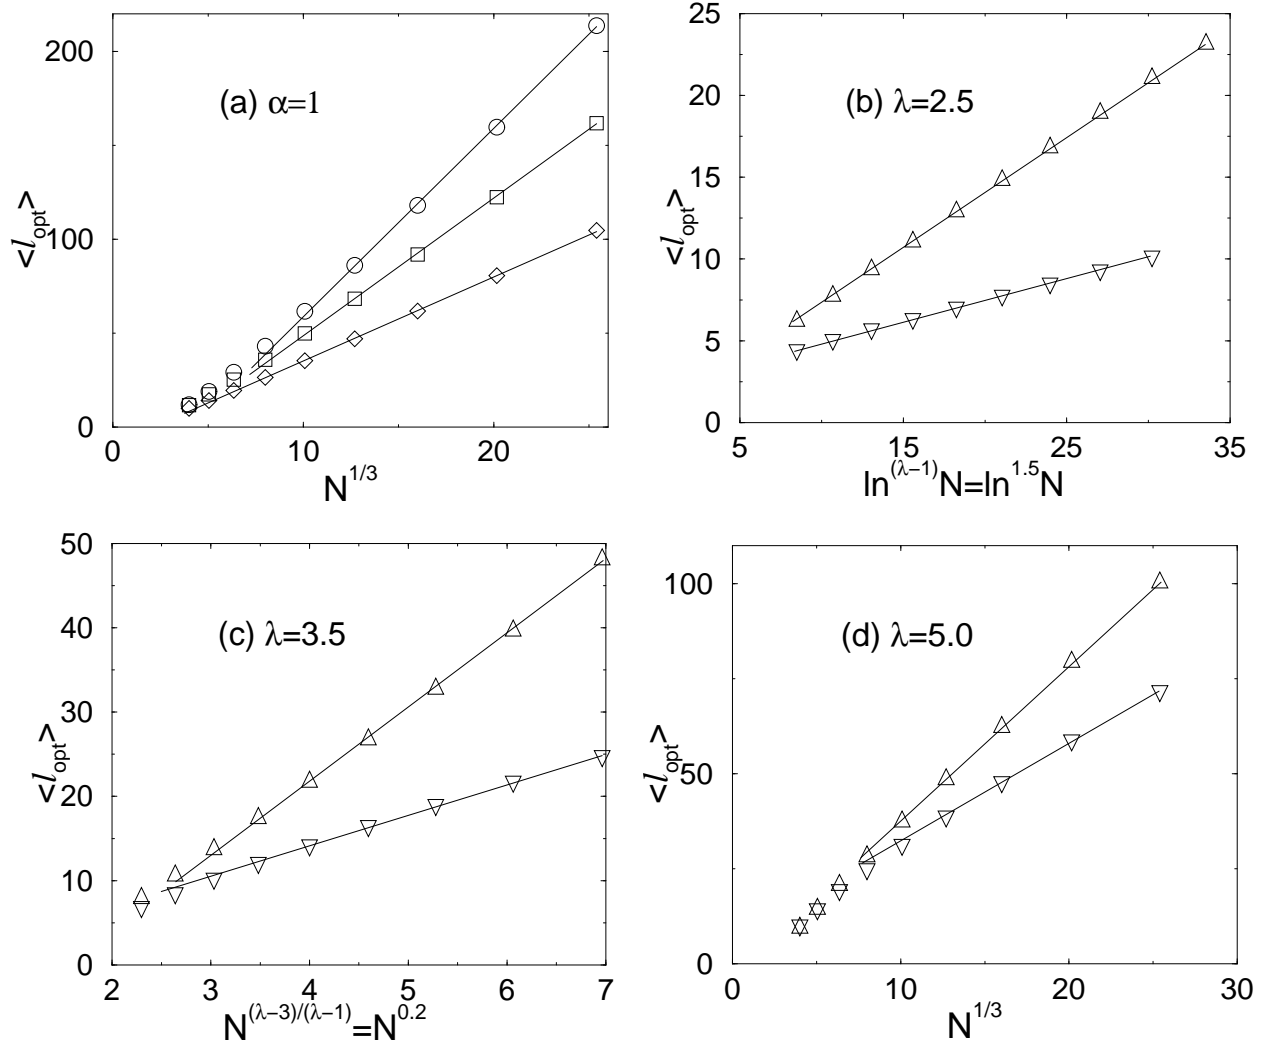 200
100
0
0
10
20
(a) α=1
<l_opt>
N^1/3
25
20
15
10
5
0
5
15
25
35
(b) λ=2.5
<l_opt>
ln^(λ−1)N=ln^1.5N
50
40
30
20
10
0
2
3
4
5
6
7
(c) λ=3.5
<l_opt>
N^(λ−3)/(λ−1)=N^0.2
100
50
0
0
10
20
30
(d) λ=5.0
<l_opt>
N^1/3